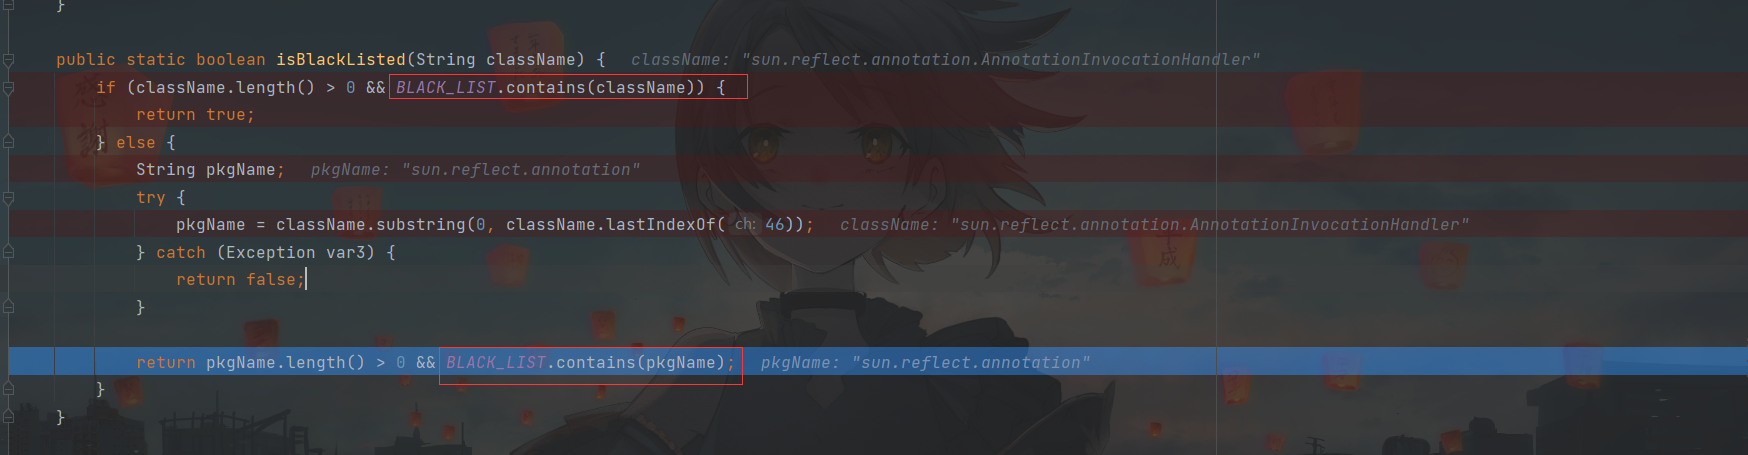 }
public static boolean isBlackListed(String className) {   className: "sun.reflect.annotation.AnnotationInvocationHandler"
if (className.length() > 0 && BLACK_LIST.contains(className)) {
return true;
} else {
String pkgName;   pkgName: "sun.reflect.annotation"
try {
pkgName = className.substring(0, className.lastIndexOf( ch: 46));   className: "sun.reflect.annotation.AnnotationInvocationHandler"
} catch (Exception var3) {
return false;
}
return pkgName.length() > 0 && BLACK_LIST.contains(pkgName);   pkgName: "sun.reflect.annotation"
}
}